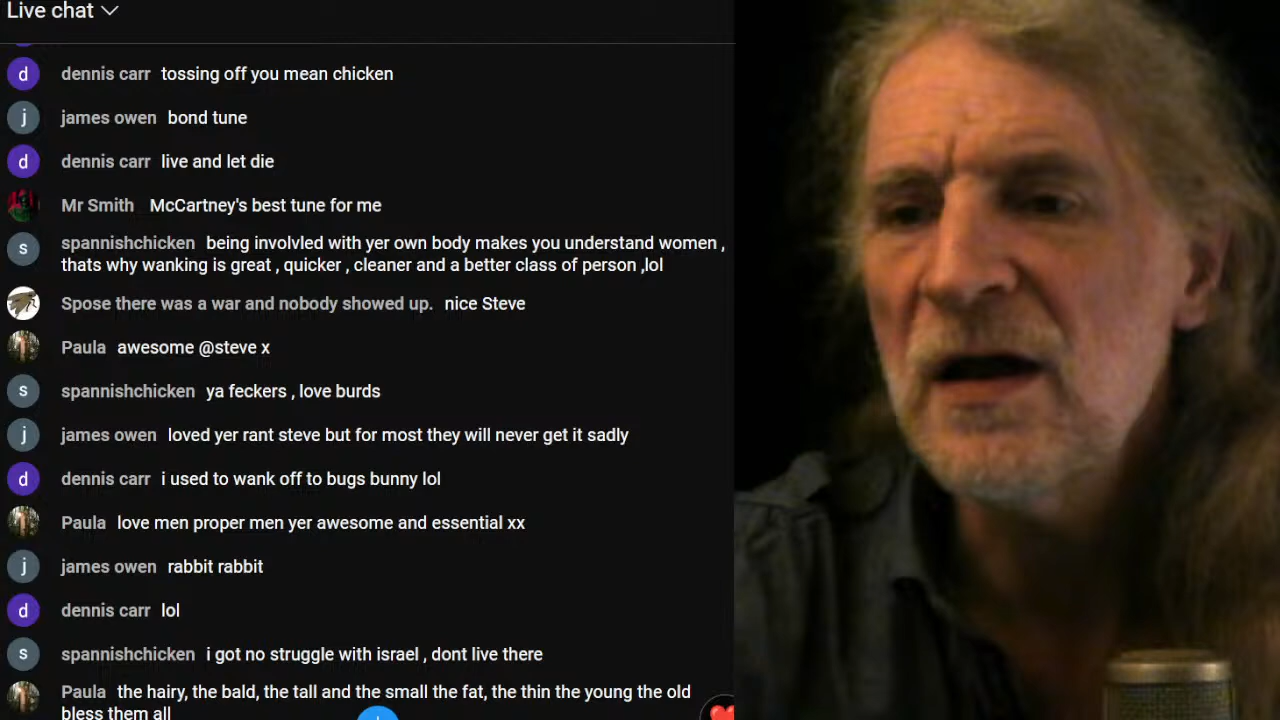 Live chat
dennis carr tossing off you mean chicken
james owen bond tune
dennis carr live and let die
Mr Smith McCartney's best tune for me
spannishchicken being involvled with yer own body makes you understand women ,
thats why wanking is great , quicker , cleaner and a better class of person ,lol
Spose there was a war and nobody showed up. nice Steve
Paula awesome @steve x
spannishchicken ya feckers , love burds
james owen loved yer rant steve but for most they will never get it sadly
dennis carr i used to wank off to bugs bunny lol
Paula love men proper men yer awesome and essential xx
james owen rabbit rabbit
dennis carr lol
spannishchicken i got no struggle with israel , dont live there
Paula the hairy, the bald, the tall and the small the fat, the thin the young the old
bless them all